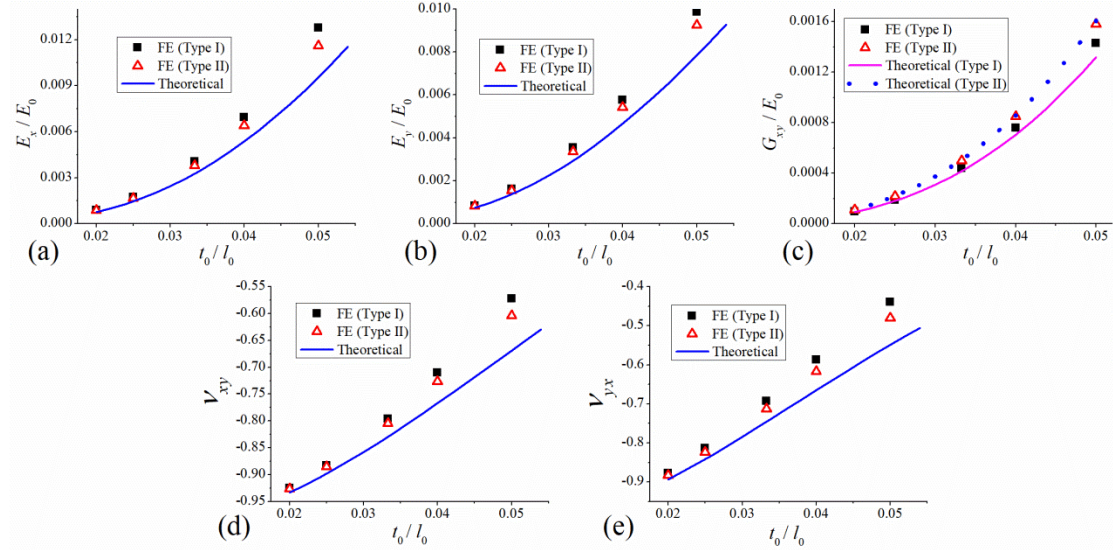 0.012
0.009
0.006
0.003
0.000
E_x / E_0
FE (Type I)
FE (Type II)
Theoretical
0.02 0.03 0.04 0.05
t_0 / l_0
(a)
0.010
0.008
0.006
0.004
0.002
0.000
E_y / E_0
FE (Type I)
FE (Type II)
Theoretical
0.02 0.03 0.04 0.05
t_0 / l_0
(b)
0.0016
0.0012
0.0008
0.0004
0.0000
G_xy / E_0
FE (Type I)
FE (Type II)
Theoretical (Type I)
Theoretical (Type II)
0.02 0.03 0.04 0.05
t_0 / l_0
(c)
-0.50
-0.55
-0.60
-0.65
-0.70
-0.75
-0.80
-0.85
-0.90
-0.95
ν_xy
FE (Type I)
FE (Type II)
Theoretical
0.02 0.03 0.04 0.05
t_0 / l_0
(d)
-0.4
-0.5
-0.6
-0.7
-0.8
-0.9
ν_yx
FE (Type I)
FE (Type II)
Theoretical
0.02 0.03 0.04 0.05
t_0 / l_0
(e)